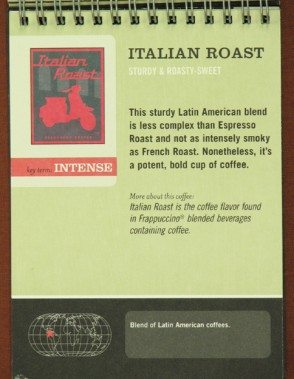 Italian
Roast
ITALIAN ROAST
STURDY & ROASTY-SWEET
This sturdy Latin American blend
is less complex than Espresso
Roast and not as intensely smoky
as French Roast. Nonetheless, it's
a potent, bold cup of coffee.
key term: INTENSE
More about this coffee:
Italian Roast is the coffee flavor found
in Frappuccino® blended beverages
containing coffee.
Blend of Latin American coffees.